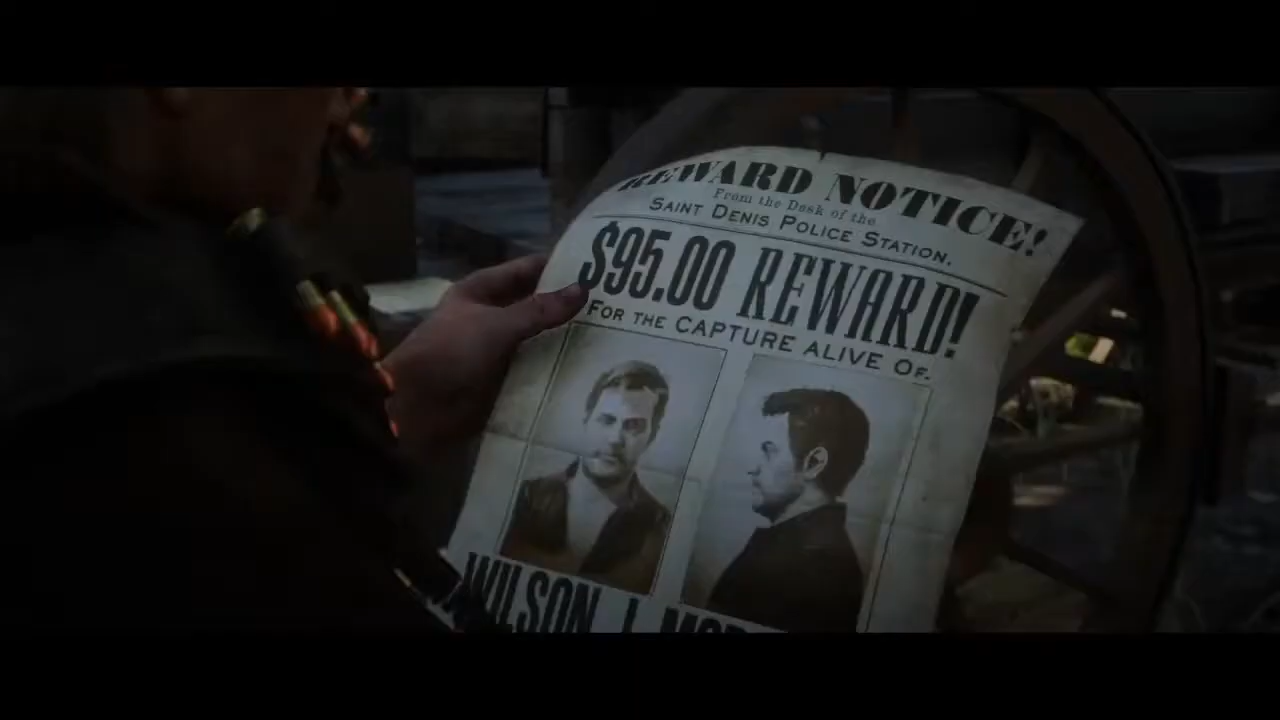 REWARD NOTICE!
From the Desk of the
SAINT DENIS POLICE STATION.
$95.00 REWARD!
FOR THE CAPTURE ALIVE OF.
WILSON J.